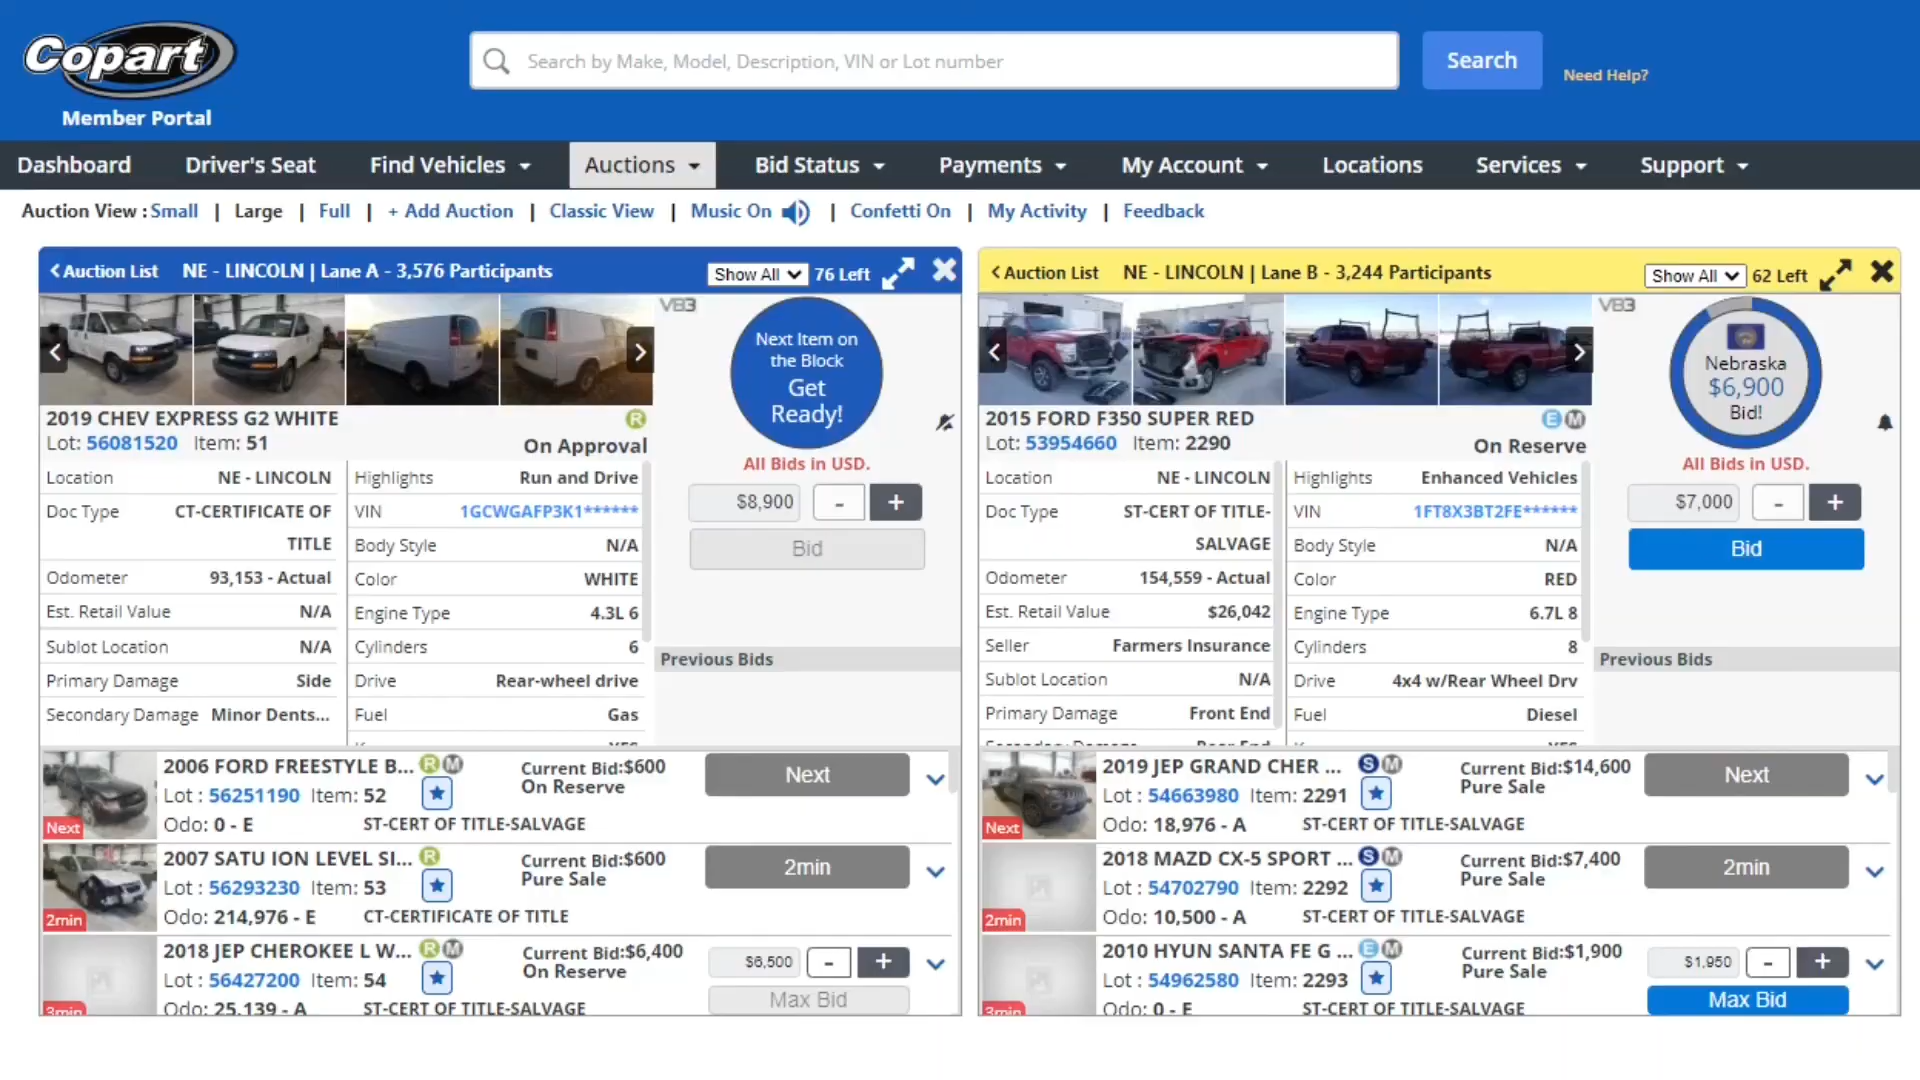 Copart
Member Portal
Search by Make, Model, Description, VIN or Lot number
Search
Need Help?
Dashboard
Driver's Seat
Find Vehicles
Auctions
Bid Status
Payments
My Account
Locations
Services
Support
Auction View : Small | Large | Full | + Add Auction | Classic View | Music On | Confetti On | My Activity | Feedback
Auction List NE - LINCOLN | Lane A - 3,576 Participants
Show All
76 Left
VB3
Next Item on
the Block
Get
Ready!
2019 CHEV EXPRESS G2 WHITE
R
Lot: 56081520 Item: 51
On Approval
Location NE - LINCOLN
Doc Type CT-CERTIFICATE OF
TITLE
Odometer 93,153 - Actual
Est. Retail Value N/A
Sublot Location N/A
Primary Damage Side
Secondary Damage Minor Dents...
Highlights Run and Drive
VIN 1GCWGAFP3K1******
Body Style N/A
Color WHITE
Engine Type 4.3L 6
Cylinders 6
Drive Rear-wheel drive
Fuel Gas
All Bids in USD.
$8,900 - +
Bid
Previous Bids
2006 FORD FREESTYLE B... R M
Current Bid:$600
On Reserve
Next
Lot : 56251190 Item: 52
Next
Odo: 0 - E ST-CERT OF TITLE-SALVAGE
2007 SATU ION LEVEL SI... R
Current Bid:$600
Pure Sale
2min
Lot : 56293230 Item: 53
2min
Odo: 214,976 - E CT-CERTIFICATE OF TITLE
2018 JEP CHEROKEE L W... R M
Current Bid:$6,400
On Reserve
$6,500 - +
Lot : 56427200 Item: 54
Max Bid
3min
Odo: 25,139 - A ST-CERT OF TITLE-SALVAGE
Auction List NE - LINCOLN | Lane B - 3,244 Participants
Show All
62 Left
VB3
Nebraska
$6,900
Bid!
2015 FORD F350 SUPER RED
E M
Lot: 53954660 Item: 2290
On Reserve
Location NE - LINCOLN
Doc Type ST-CERT OF TITLE-
SALVAGE
Odometer 154,559 - Actual
Est. Retail Value $26,042
Seller Farmers Insurance
Sublot Location N/A
Primary Damage Front End
Secondary Damage Rear End
Highlights Enhanced Vehicles
VIN 1FT8X3BT2FE******
Body Style N/A
Color RED
Engine Type 6.7L 8
Cylinders 8
Drive 4x4 w/Rear Wheel Drv
Fuel Diesel
All Bids in USD.
$7,000 - +
Bid
Previous Bids
2019 JEP GRAND CHER ... S M
Current Bid:$14,600
Pure Sale
Next
Lot : 54663980 Item: 2291
Next
Odo: 18,976 - A ST-CERT OF TITLE-SALVAGE
2018 MAZD CX-5 SPORT ... S M
Current Bid:$7,400
Pure Sale
2min
Lot : 54702790 Item: 2292
2min
Odo: 10,500 - A ST-CERT OF TITLE-SALVAGE
2010 HYUN SANTA FE G ... E M
Current Bid:$1,900
Pure Sale
$1,950 - +
Lot : 54962580 Item: 2293
Max Bid
3min
Odo: 0 - E ST-CERT OF TITLE-SALVAGE